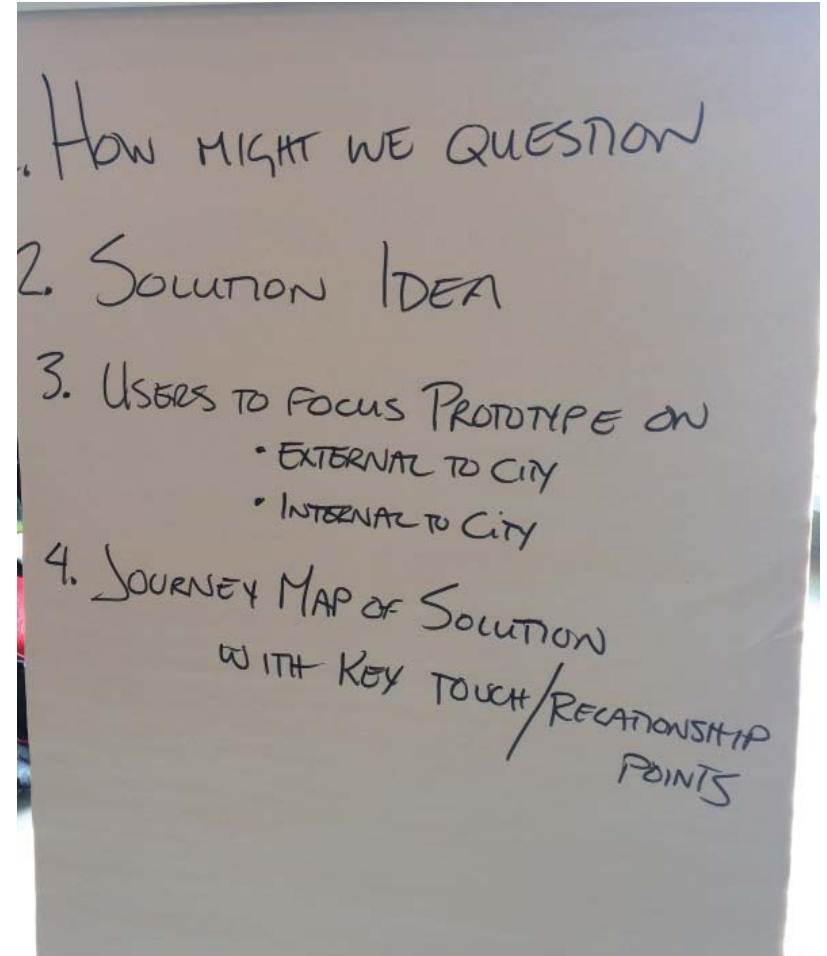 . How MIGHT WE QUESTION
2. SOLUTION IDEA
3. USERS TO FOCUS PROTOTYPE ON
• EXTERNAL TO CITY
• INTERNAL TO CITY
4. JOURNEY MAP OF SOLUTION
WITH KEY TOUCH/RELATIONSHIP
POINTS